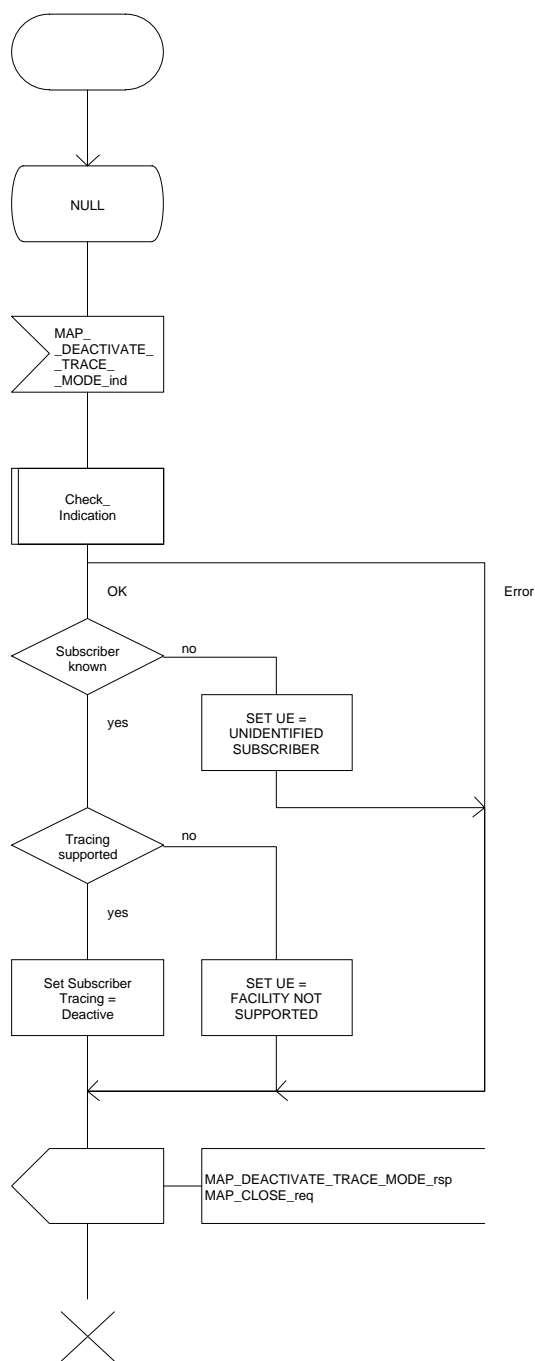 NULL
MAP_
_DEACTIVATE_
_TRACE_
_MODE_ind
Check_
Indication
OK
Error
Subscriber
known
no
yes
SET UE =
UNIDENTIFIED
SUBSCRIBER
Tracing
supported
no
yes
Set Subscriber
Tracing =
Deactive
SET UE =
FACILITY NOT
SUPPORTED
MAP_DEACTIVATE_TRACE_MODE_rsp
MAP_CLOSE_req